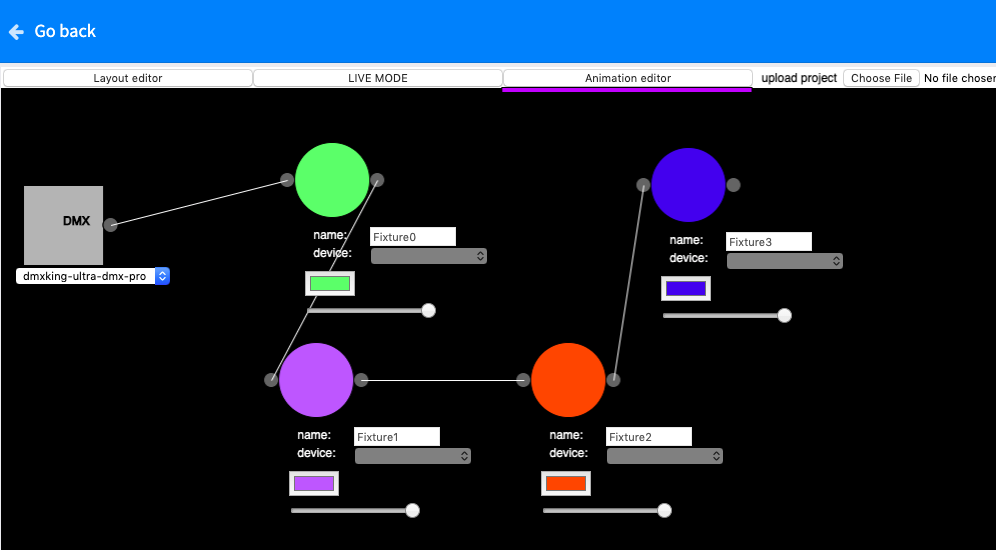 Go back
Layout editor
LIVE MODE
Animation editor
upload project
Choose File
No file chosen
DMX
dmxking-ultra-dmx-pro
name:
Fixture0
device:
name:
Fixture3
device:
name:
Fixture1
device:
name:
Fixture2
device: